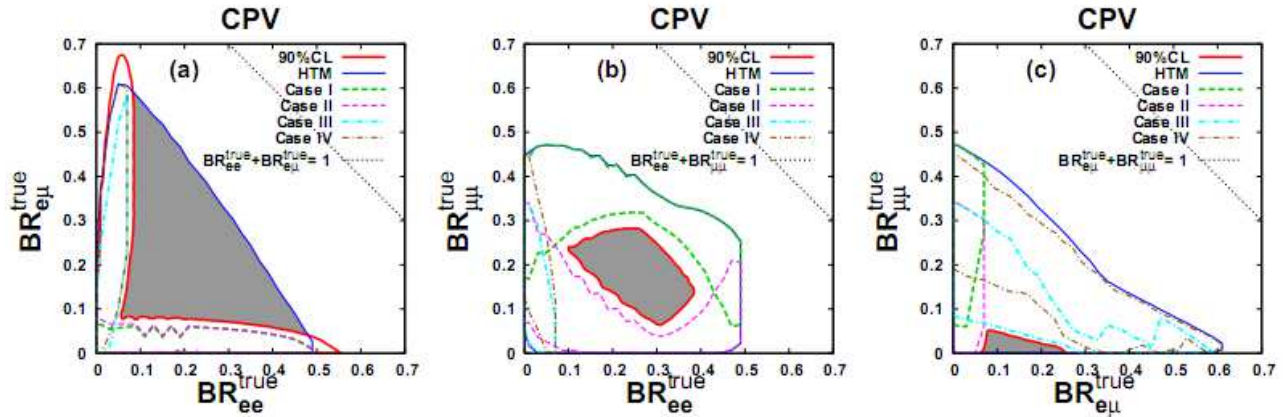 CPV
0.7
0.6
0.5
0.4
0.3
0.2
0.1
0
0 0.1 0.2 0.3 0.4 0.5 0.6 0.7
BR_eμ^true
BR_ee^true
(a)
90%CL
HTM
Case I
Case II
Case III
Case IV
BR_ee^true+BR_eμ^true= 1
CPV
0.7
0.6
0.5
0.4
0.3
0.2
0.1
0
0 0.1 0.2 0.3 0.4 0.5 0.6 0.7
BR_μμ^true
BR_ee^true
(b)
90%CL
HTM
Case I
Case II
Case III
Case IV
BR_ee^true+BR_μμ^true= 1
CPV
0.7
0.6
0.5
0.4
0.3
0.2
0.1
0
0 0.1 0.2 0.3 0.4 0.5 0.6 0.7
BR_μμ^true
BR_eμ^true
(c)
90%CL
HTM
Case I
Case II
Case III
Case IV
BR_eμ^true+BR_μμ^true= 1